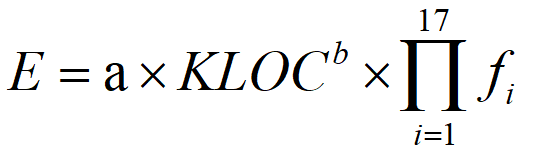 E = a × KLOC^b × ∏_{i=1}^{17} f_i